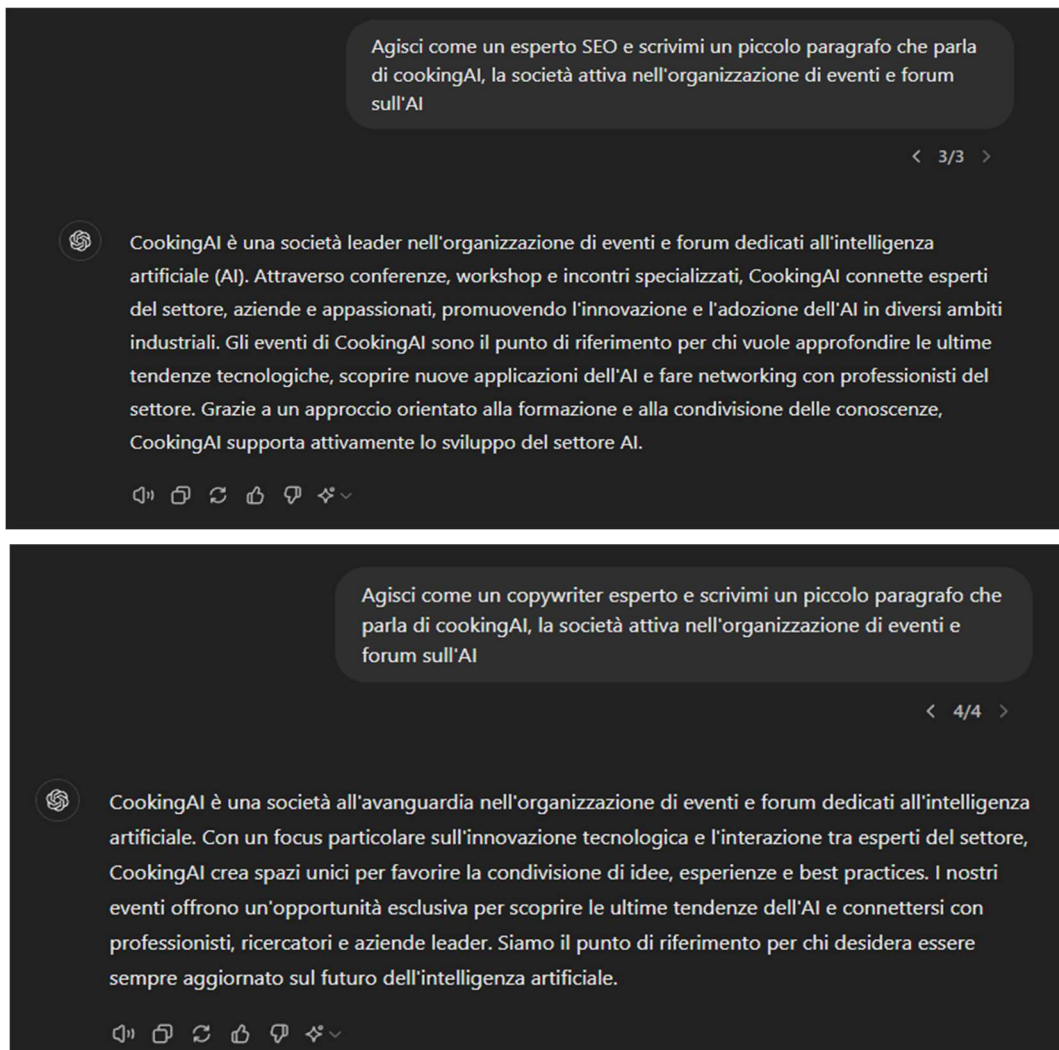 Agisci come un esperto SEO e scrivimi un piccolo paragrafo che parla
di cookingAI, la società attiva nell'organizzazione di eventi e forum
sull'AI
3/3
CookingAI è una società leader nell'organizzazione di eventi e forum dedicati all'intelligenza
artificiale (AI). Attraverso conferenze, workshop e incontri specializzati, CookingAI connette esperti
del settore, aziende e appassionati, promuovendo l'innovazione e l'adozione dell'AI in diversi ambiti
industriali. Gli eventi di CookingAI sono il punto di riferimento per chi vuole approfondire le ultime
tendenze tecnologiche, scoprire nuove applicazioni dell'AI e fare networking con professionisti del
settore. Grazie a un approccio orientato alla formazione e alla condivisione delle conoscenze,
CookingAI supporta attivamente lo sviluppo del settore AI.
Agisci come un copywriter esperto e scrivimi un piccolo paragrafo che
parla di cookingAI, la società attiva nell'organizzazione di eventi e
forum sull'AI
4/4
CookingAI è una società all'avanguardia nell'organizzazione di eventi e forum dedicati all'intelligenza
artificiale. Con un focus particolare sull'innovazione tecnologica e l'interazione tra esperti del settore,
CookingAI crea spazi unici per favorire la condivisione di idee, esperienze e best practices. I nostri
eventi offrono un'opportunità esclusiva per scoprire le ultime tendenze dell'AI e connettersi con
professionisti, ricercatori e aziende leader. Siamo il punto di riferimento per chi desidera essere
sempre aggiornato sul futuro dell'intelligenza artificiale.